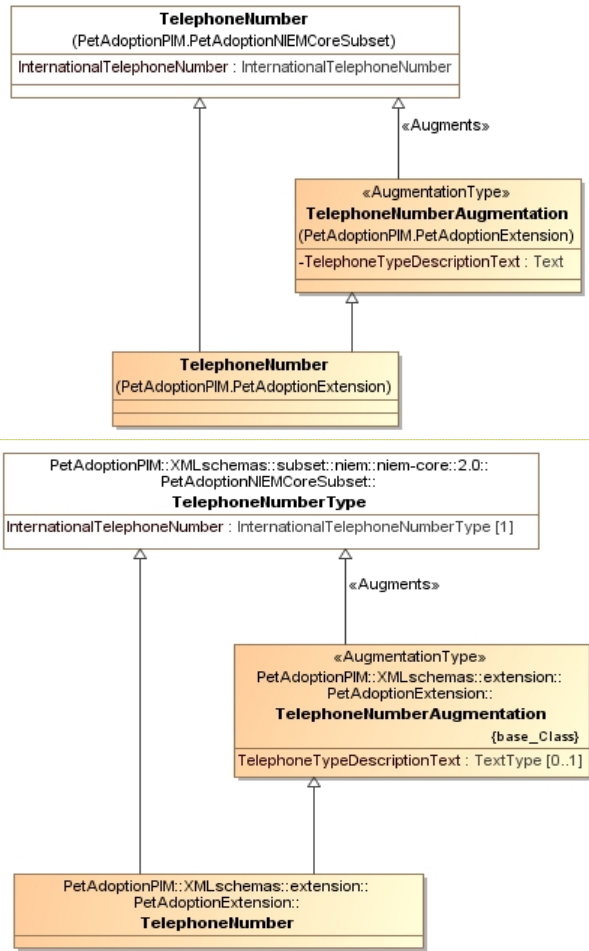 TelephoneNumber
(PetAdoptionPIM.PetAdoptionNIEMCoreSubset)
InternationalTelephoneNumber : InternationalTelephoneNumber
«Augments»
«AugmentationType»
TelephoneNumberAugmentation
(PetAdoptionPIM.PetAdoptionExtension)
-TelephoneTypeDescriptionText : Text
TelephoneNumber
(PetAdoptionPIM.PetAdoptionExtension)
PetAdoptionPIM::XMLschemas::subset::niem::niem-core::2.0::
PetAdoptionNIEMCoreSubset::
TelephoneNumberType
InternationalTelephoneNumber : InternationalTelephoneNumberType [1]
«Augments»
«AugmentationType»
PetAdoptionPIM::XMLschemas::extension::
PetAdoptionExtension::
TelephoneNumberAugmentation
{base_Class}
TelephoneTypeDescriptionText : TextType [0..1]
PetAdoptionPIM::XMLschemas::extension::
PetAdoptionExtension::
TelephoneNumber